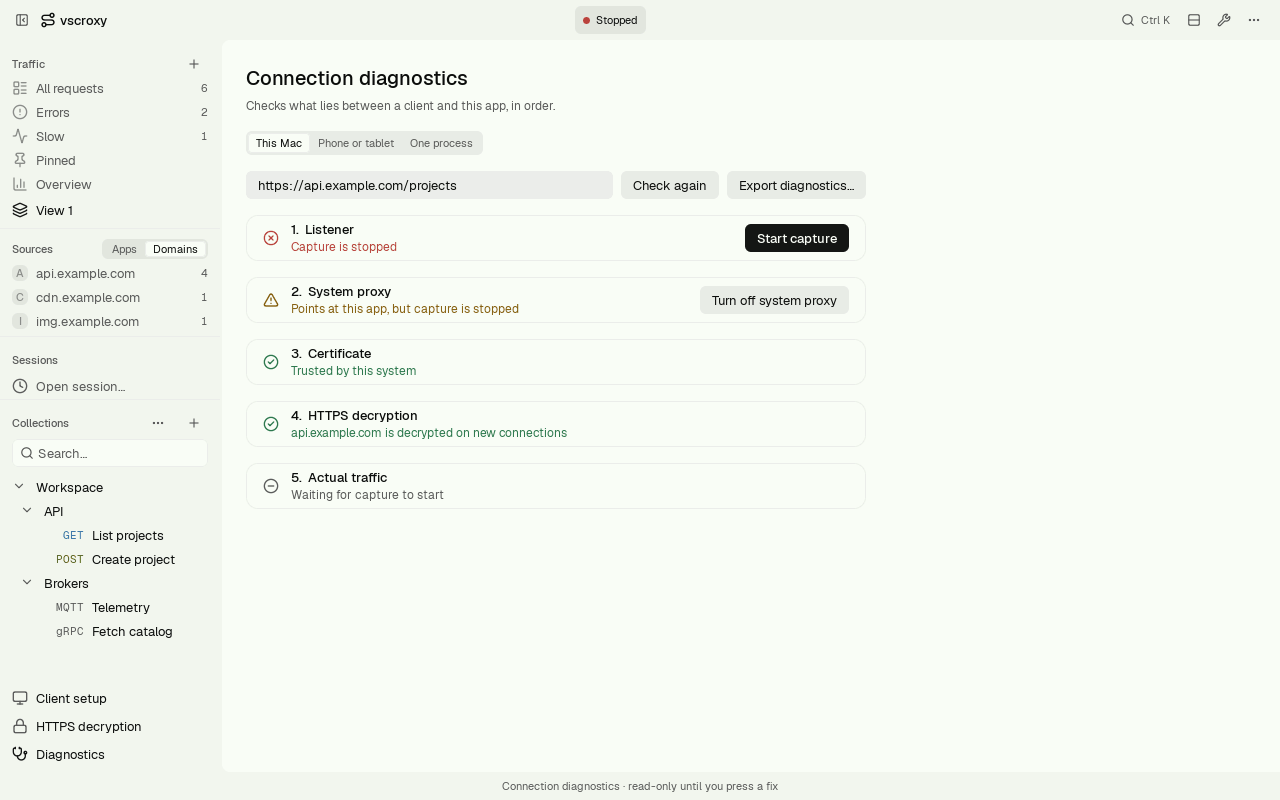 vscroxy
Stopped
Ctrl K
Traffic
All requests 6
Errors 2
Slow 1
Pinned
Overview
View 1
Sources Apps Domains
A api.example.com 4
C cdn.example.com 1
I img.example.com 1
Sessions
Open session...
Collections
Search...
Workspace
API
GET List projects
POST Create project
Brokers
MQTT Telemetry
gRPC Fetch catalog
Client setup
HTTPS decryption
Diagnostics
Connection diagnostics
Checks what lies between a client and this app, in order.
This Mac Phone or tablet One process
https://api.example.com/projects Check again Export diagnostics...
1. Listener
Capture is stopped
Start capture
2. System proxy
Points at this app, but capture is stopped
Turn off system proxy
3. Certificate
Trusted by this system
4. HTTPS decryption
api.example.com is decrypted on new connections
5. Actual traffic
Waiting for capture to start
Connection diagnostics · read-only until you press a fix